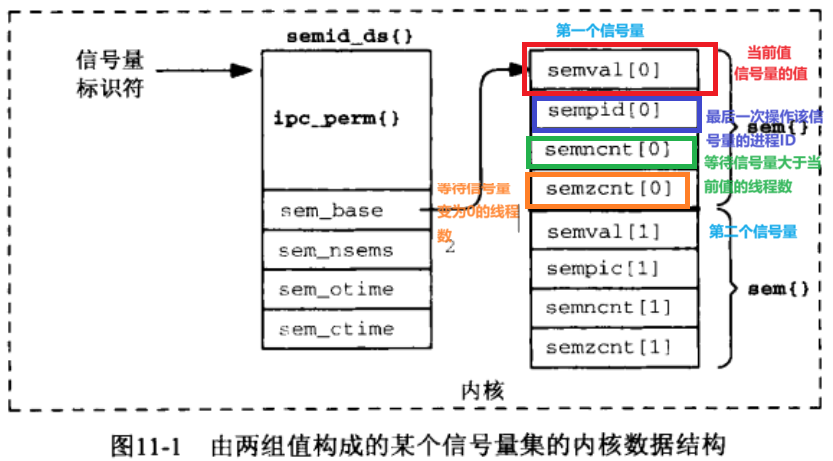 第一个信号量
semid_ds{}
信号量
标识符
ipc_perm{}
sem_base
sem_nsems
2
sem_otime
sem_ctime
等待信号量
变为0的线程
数
semval[0]
sempid[0]
semncnt[0]
semzcnt[0]
当前值
信号量的值
最后一次操作该信
号量的进程ID
sem{}
等待信号量大于当
前值的线程数
semval[1]
sempic[1]
semncnt[1]
semzcnt[1]
第二个信号量
sem{}
内核
图11-1 由两组值构成的某个信号量集的内核数据结构